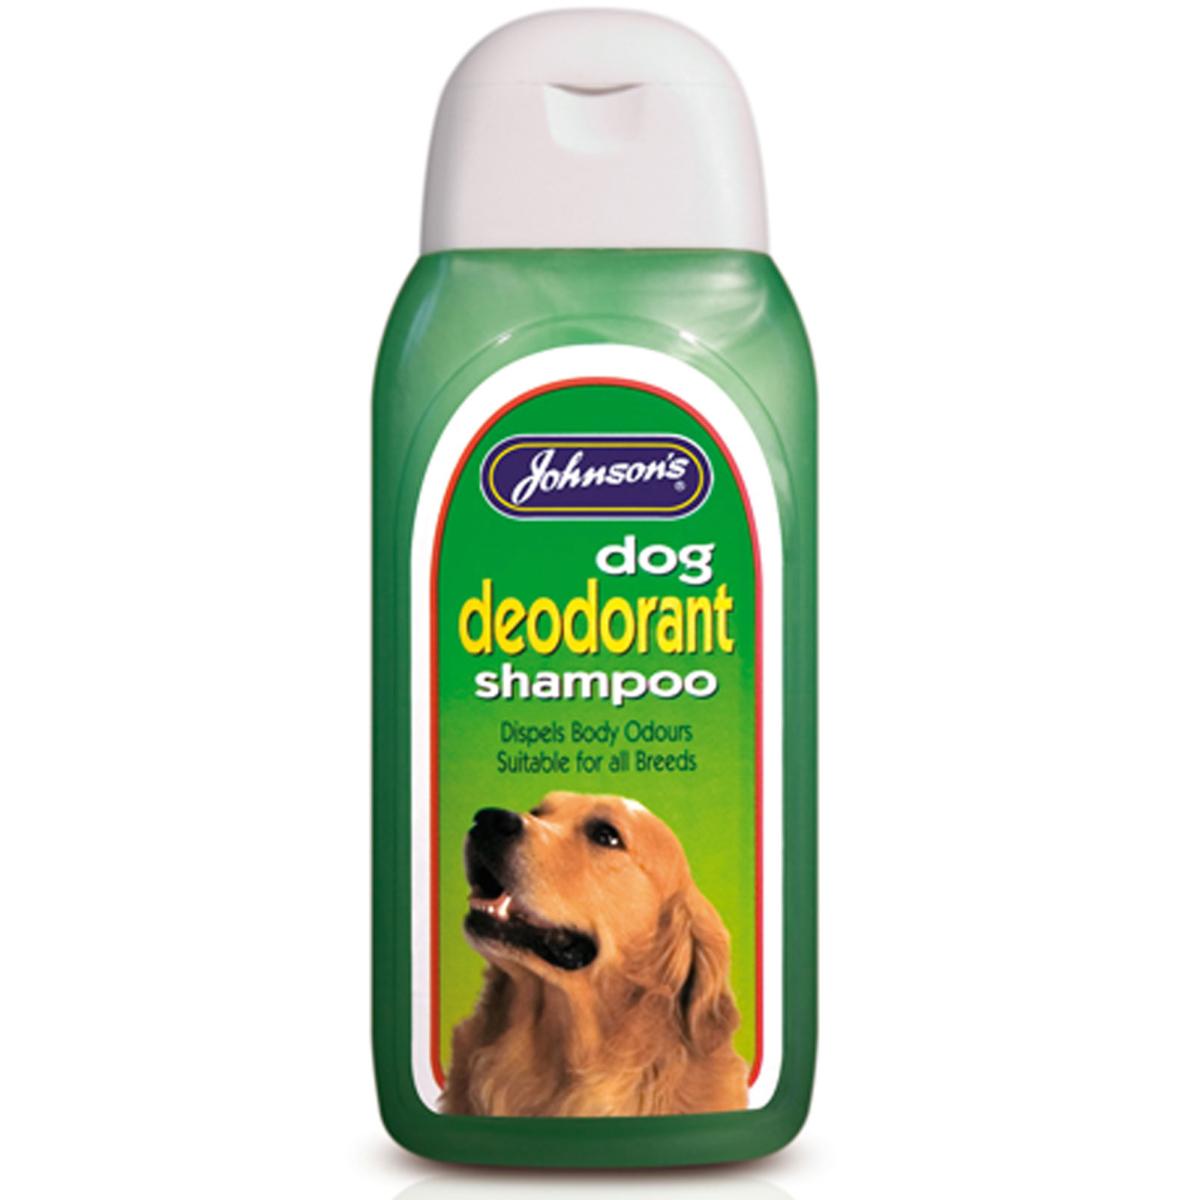 Johnson's®
dog
deodorant
shampoo
Dispels Body Odours
Suitable for all Breeds